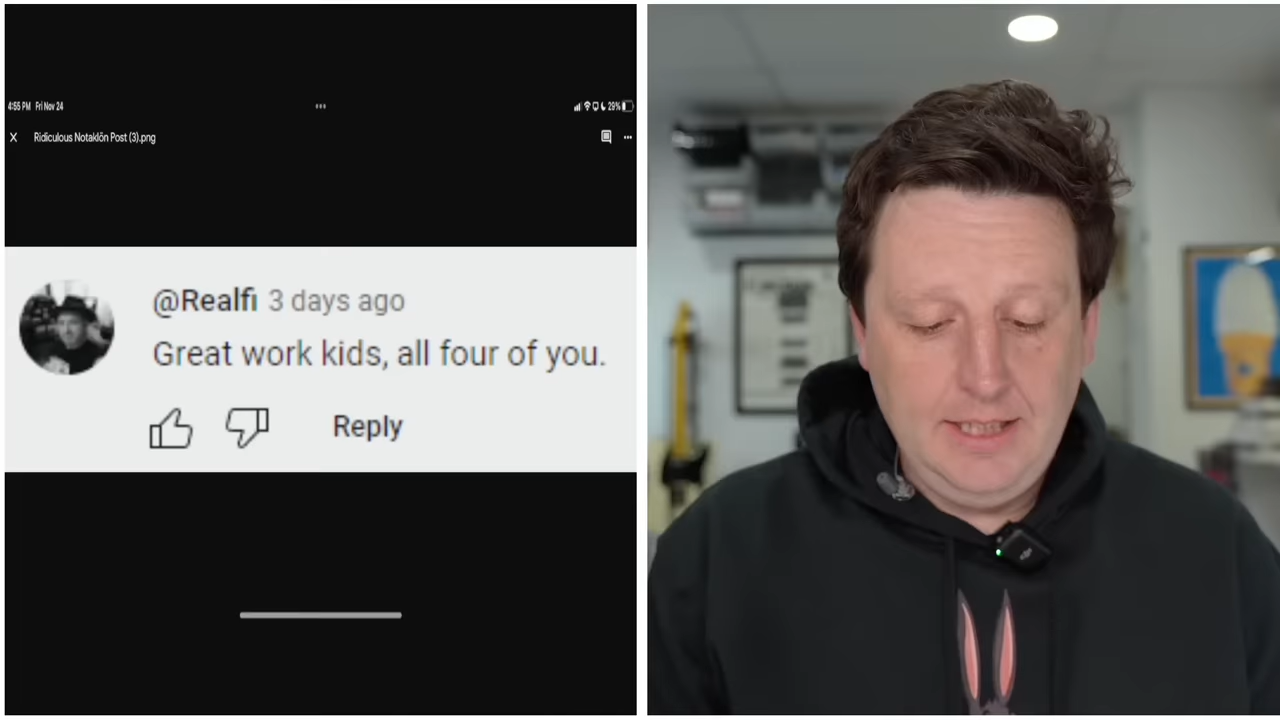 4:55 PM Fri Nov 24
29%
Ridiculous Notaklön Post (3).png
@Realfi 3 days ago
Great work kids, all four of you.
Reply